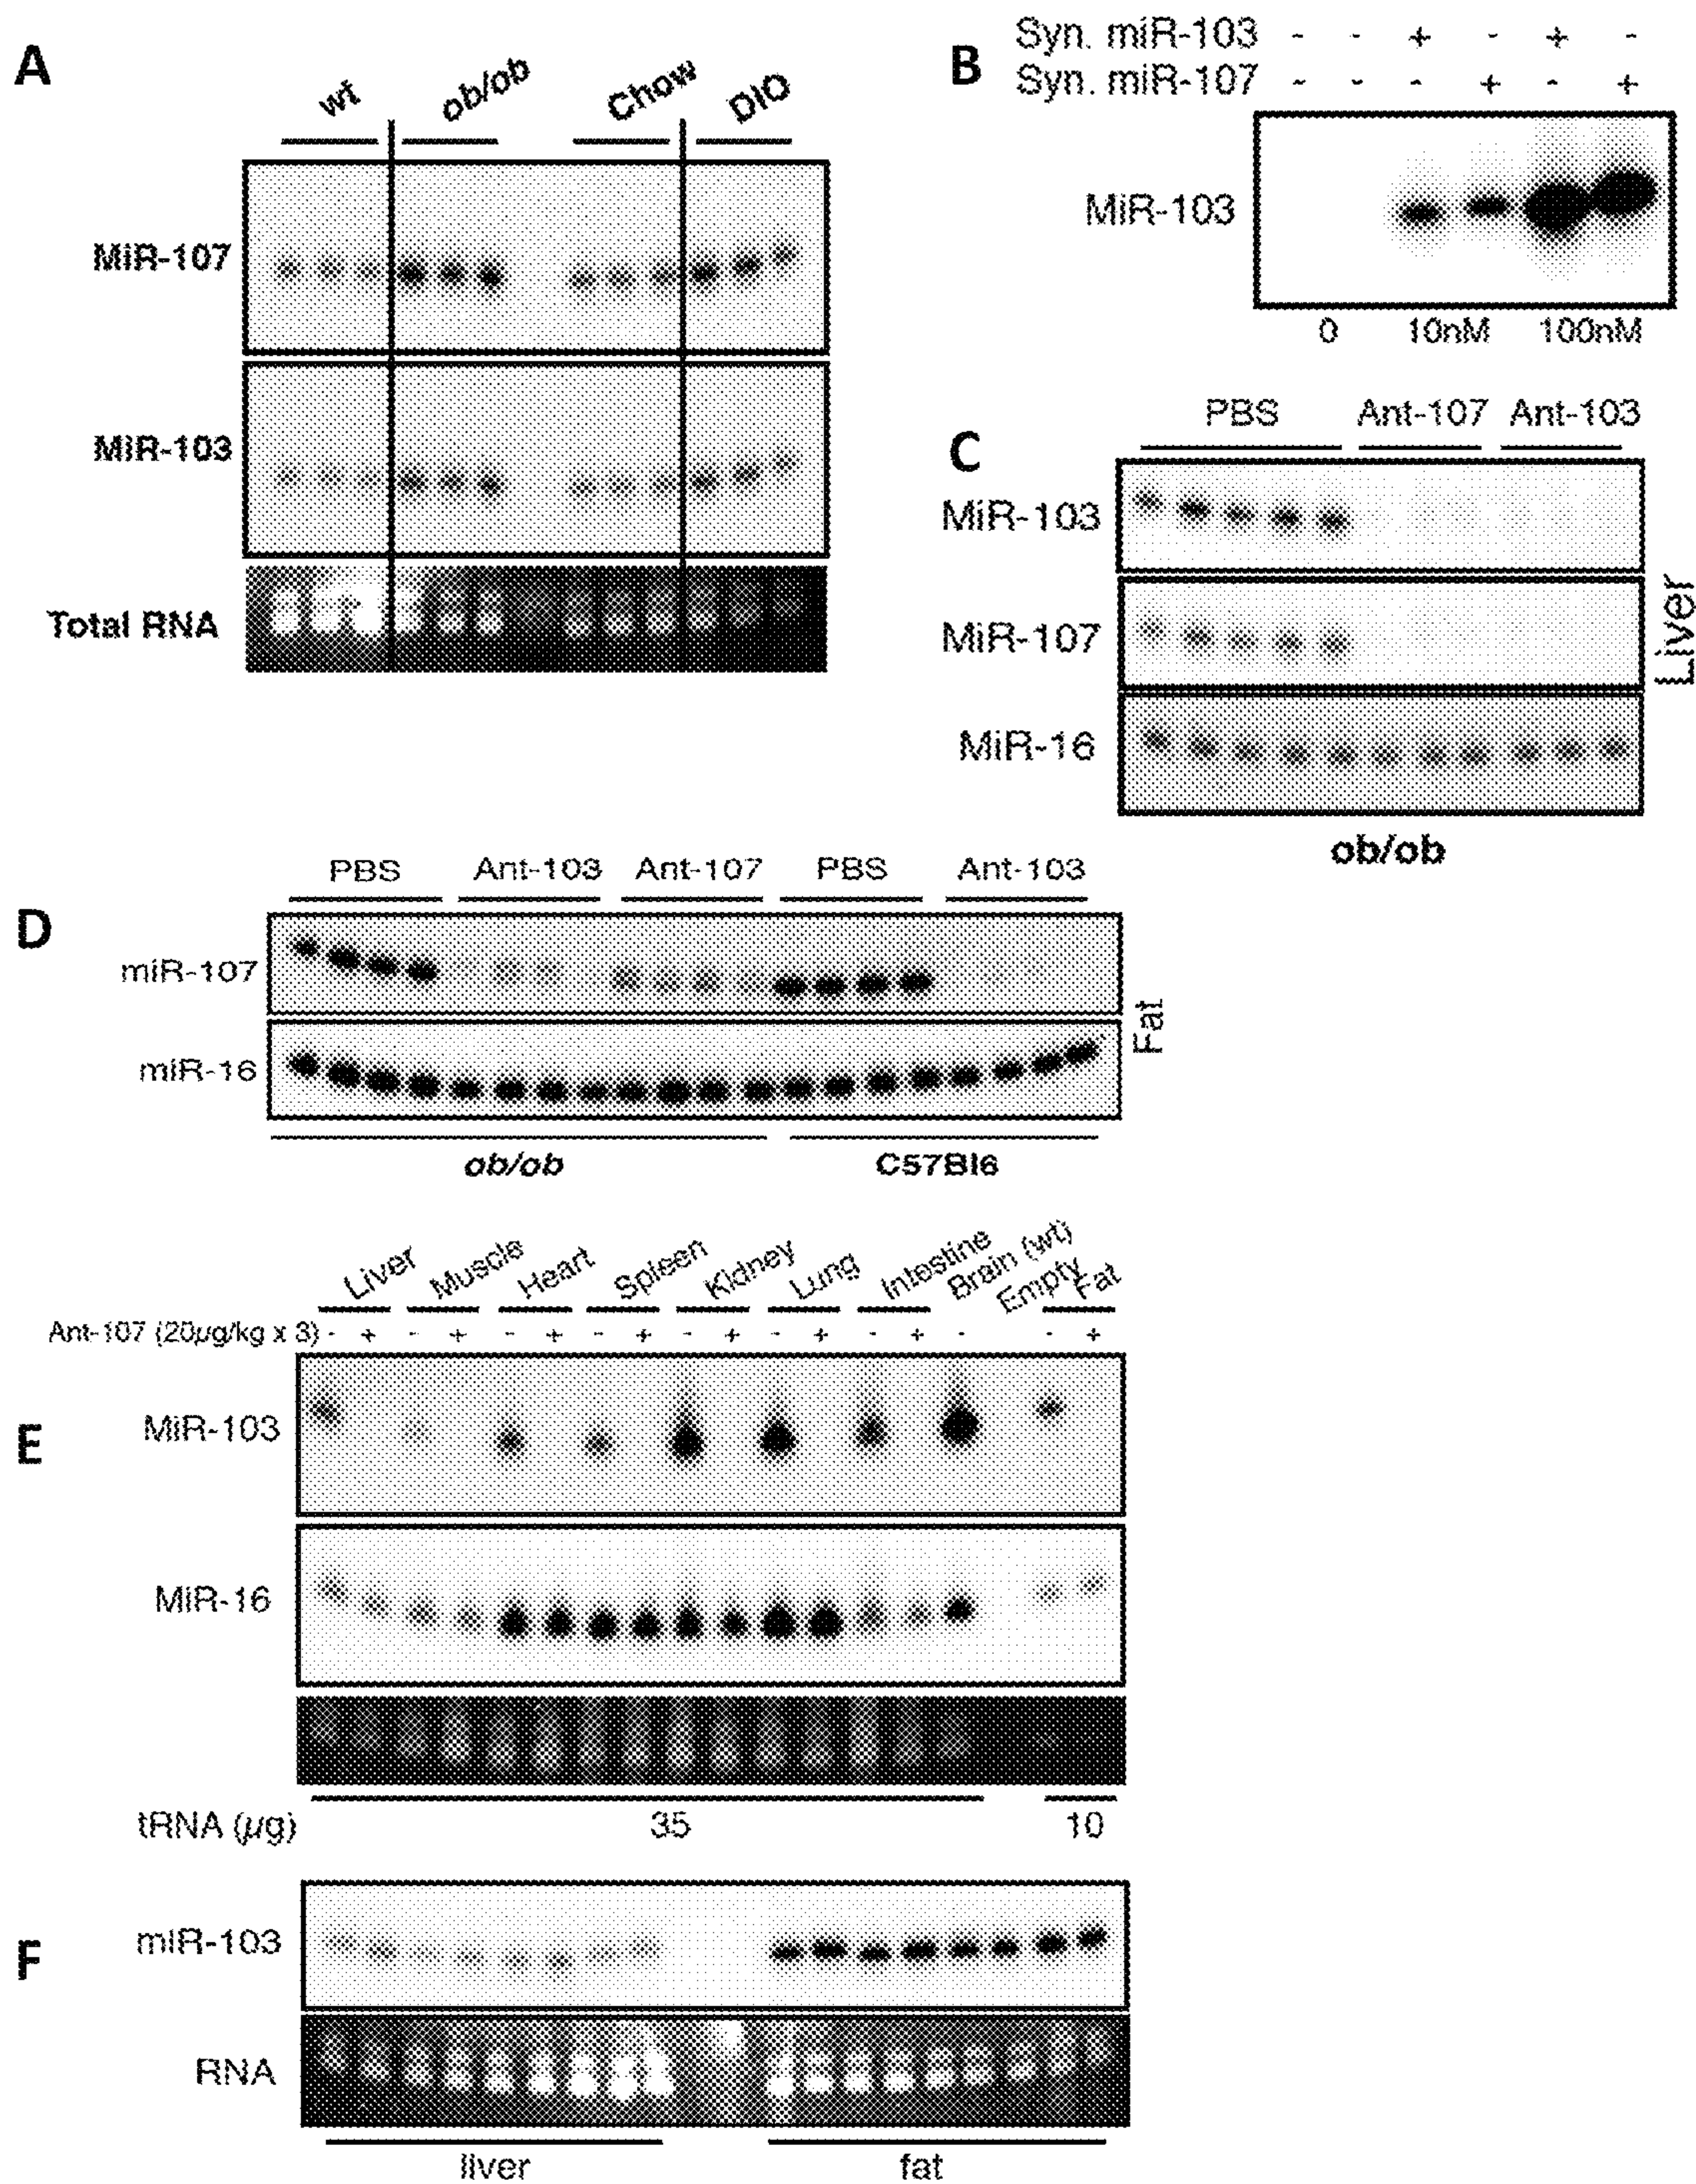 A
wt ob/ob Chow DIO
MiR-107
MiR-103
Total RNA
B
Syn. miR-103 - - + - + -
Syn. miR-107 - - - + - +
MiR-103
0 10nM 100nM
C
PBS Ant-107 Ant-103
MiR-103
MiR-107
MiR-16
Liver
ob/ob
D
PBS Ant-103 Ant-107 PBS Ant-103
miR-107
miR-16
Fat
ob/ob C57Bl6
E
Liver Muscle Heart Spleen Kidney Lung Intestine Brain (wt) Empty Fat
Ant-107 (20µg/kg x 3) - + - + - + - + - + - + - + - - +
MiR-103
MiR-16
tRNA (µg) 35 10
F
miR-103
RNA
liver fat